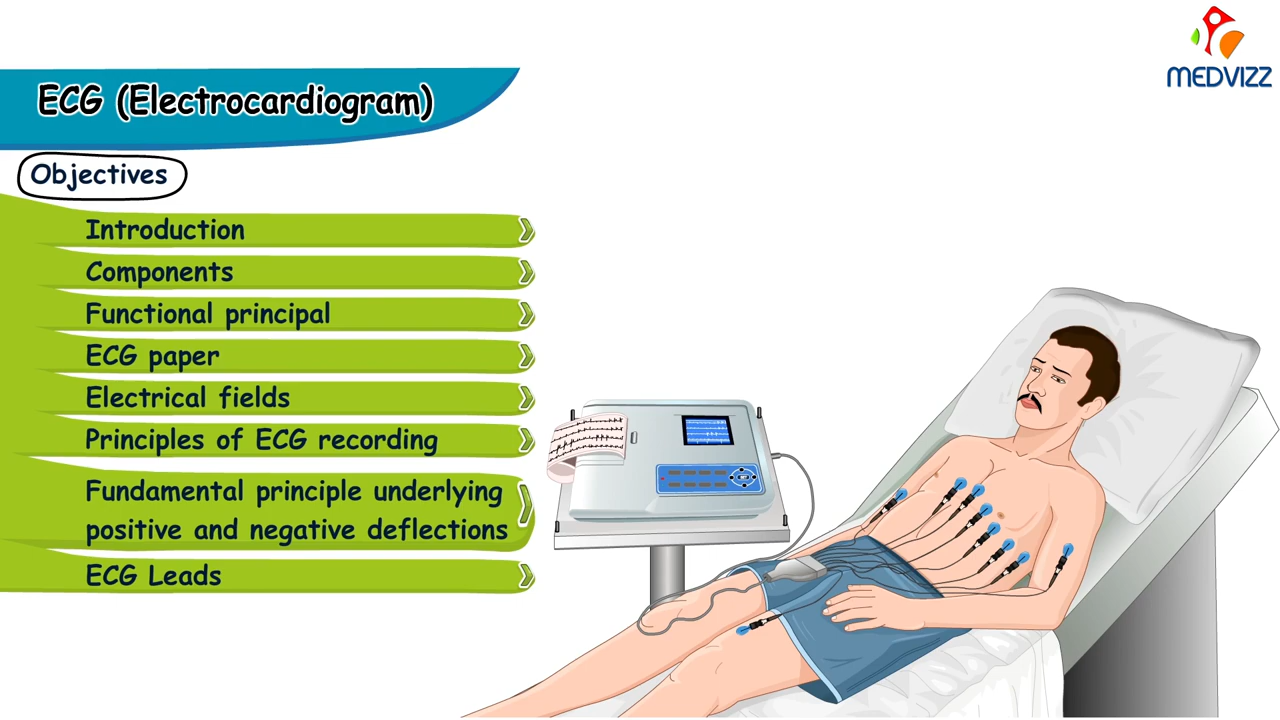 MEDVIZZ
ECG (Electrocardiogram)
Objectives
Introduction
Components
Functional principal
ECG paper
Electrical fields
Principles of ECG recording
Fundamental principle underlying
positive and negative deflections
ECG Leads